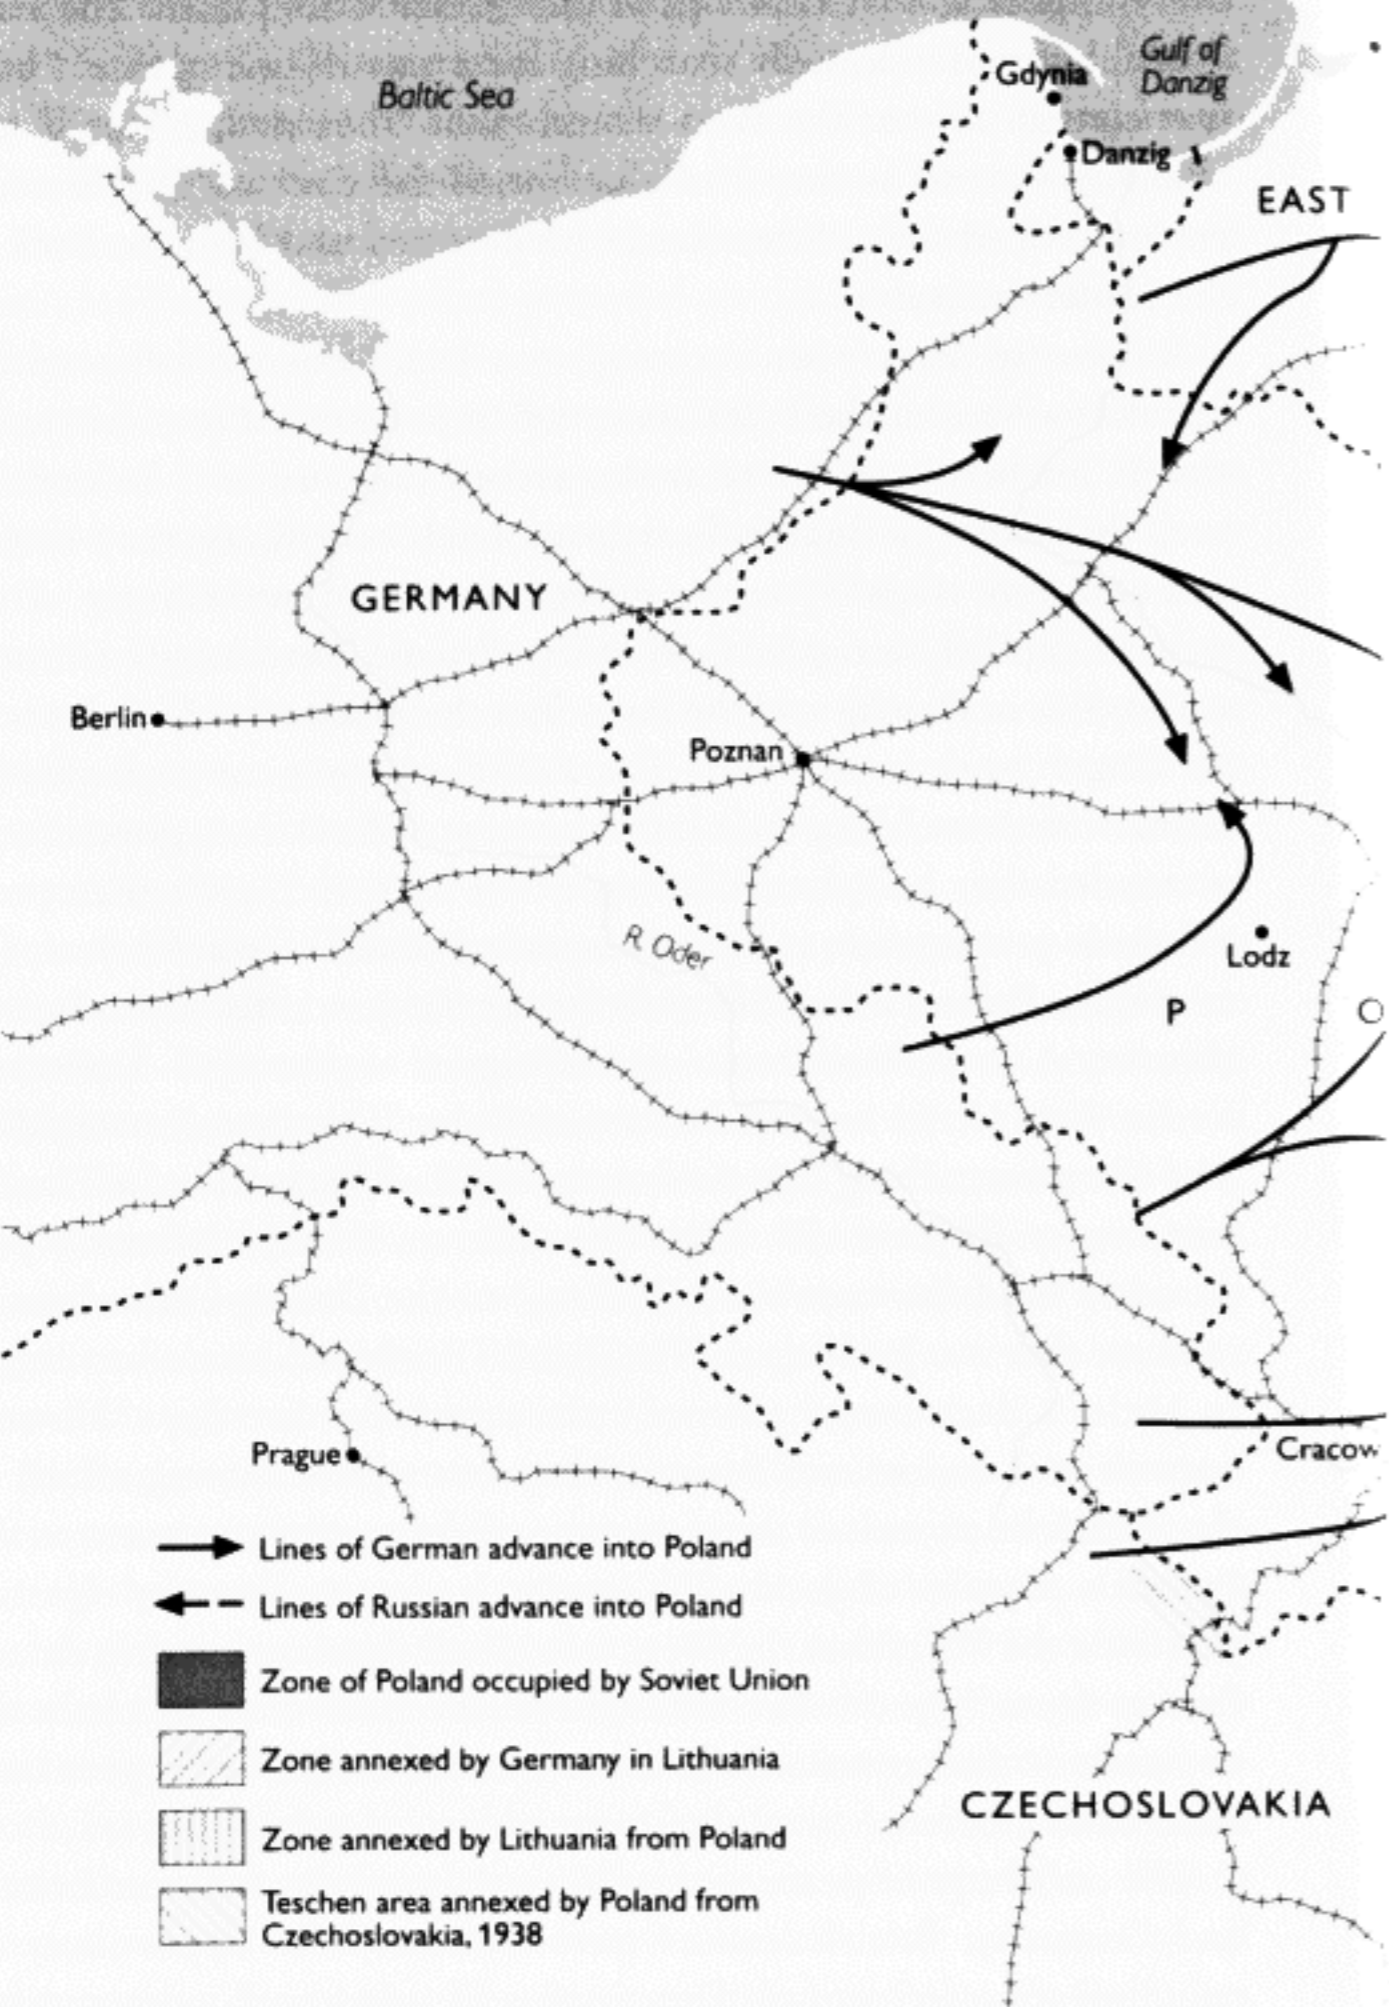 Baltic Sea
Gulf of
Danzig
Gdynia
Danzig
EAST
GERMANY
Berlin
Poznan
R. Oder
Lodz
P
O
Cracow
Prague
Lines of German advance into Poland
Lines of Russian advance into Poland
Zone of Poland occupied by Soviet Union
Zone annexed by Germany in Lithuania
CZECHOSLOVAKIA
Zone annexed by Lithuania from Poland
Teschen area annexed by Poland from
Czechoslovakia, 1938